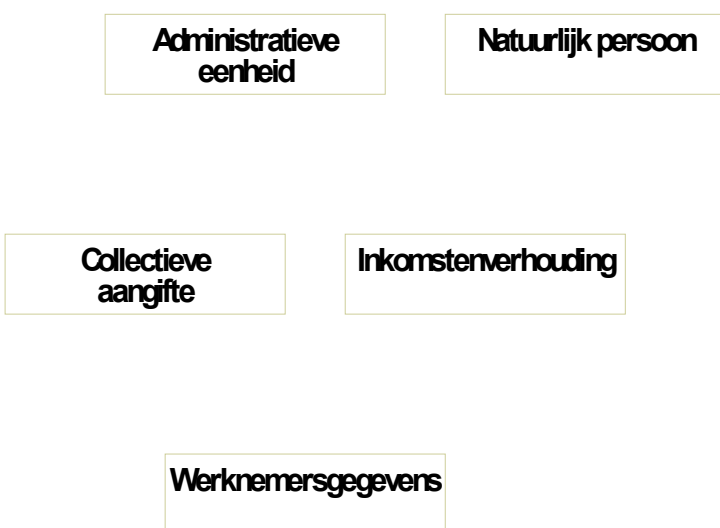 Administratieve
eenheid
Natuurlijk persoon
Collectieve
aangifte
Inkomstenverhouding
Werknemersgegevens